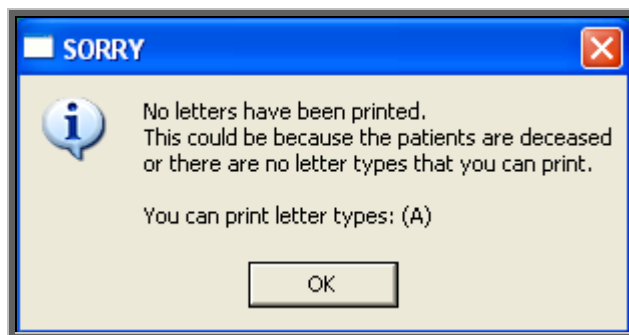 SORRY
No letters have been printed.
This could be because the patients are deceased
or there are no letter types that you can print.
You can print letter types: (A)
OK